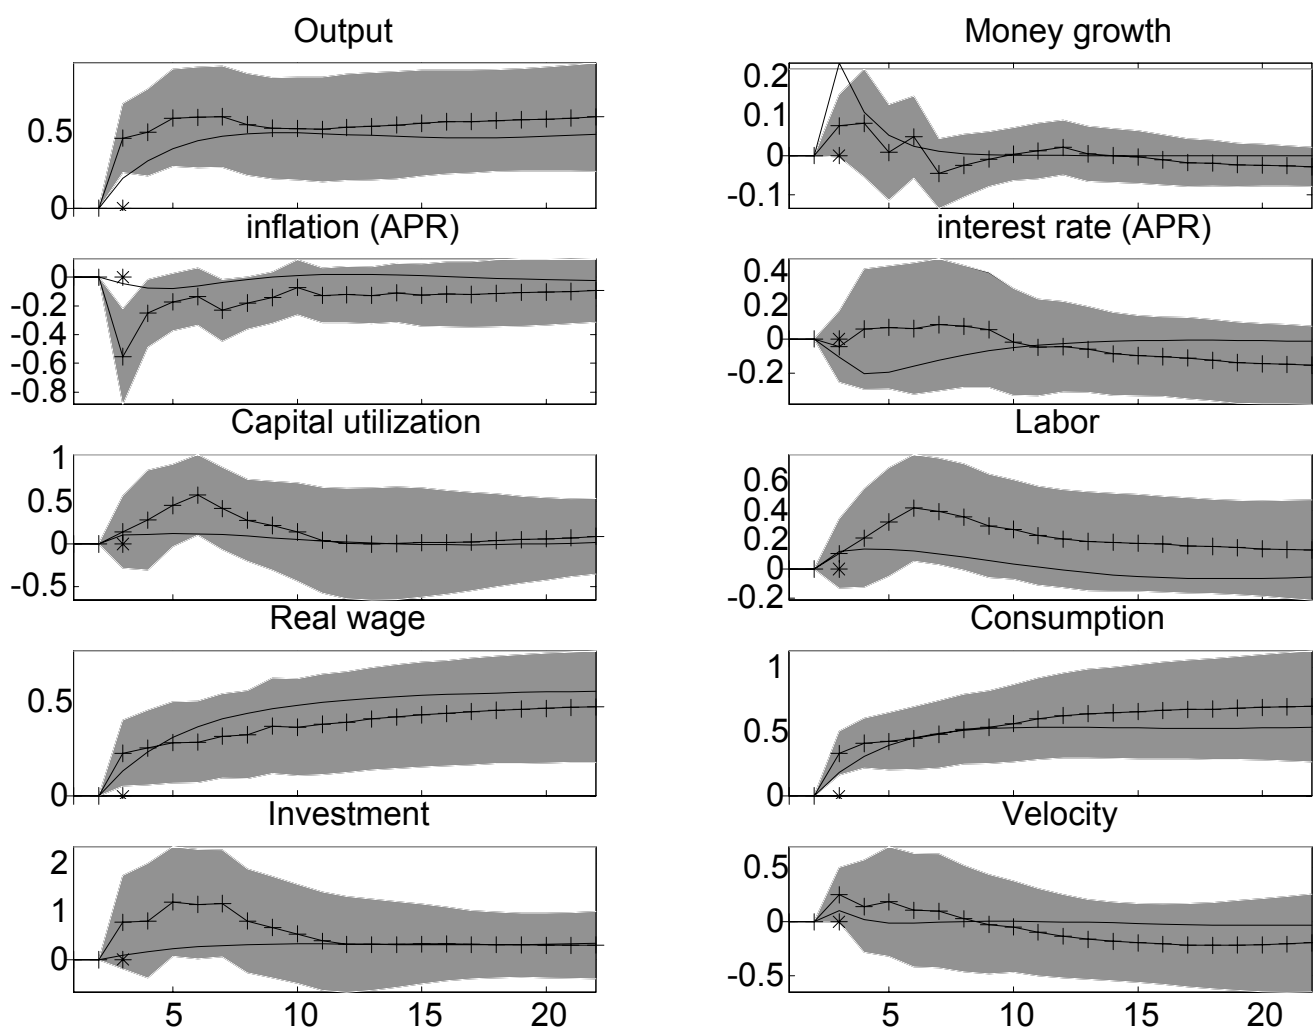 Output
0.5
0
Money growth
0.2
0.1
0
-0.1
inflation (APR)
0
-0.2
-0.4
-0.6
-0.8
interest rate (APR)
0.4
0.2
0
-0.2
Capital utilization
1
0.5
0
-0.5
Labor
0.6
0.4
0.2
0
-0.2
Real wage
0.5
0
Consumption
1
0.5
0
Investment
2
1
0
5 10 15 20
Velocity
0.5
0
-0.5
5 10 15 20